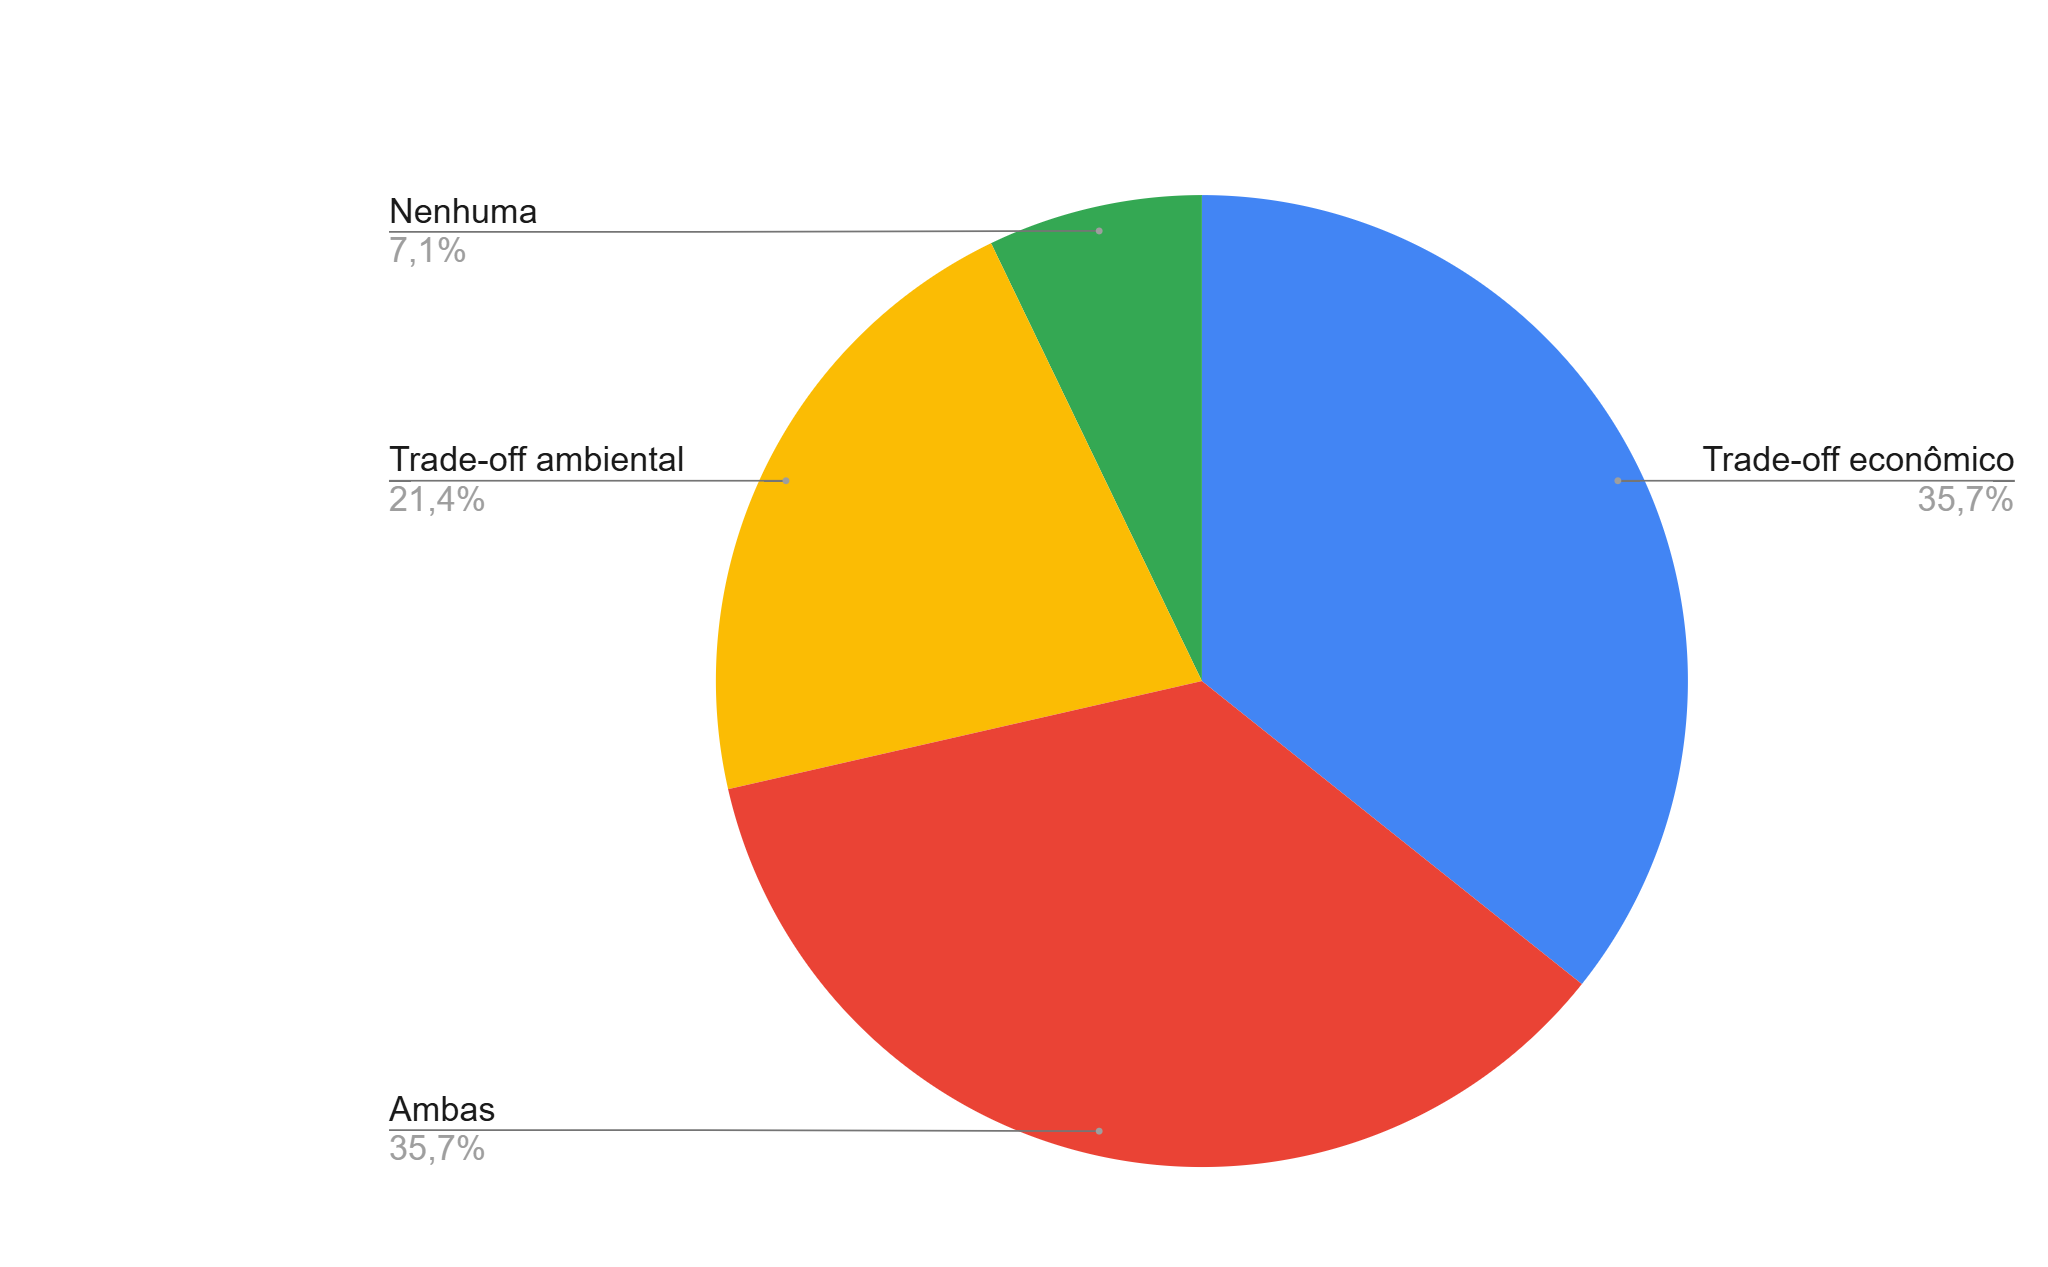 Nenhuma
7,1%
Trade-off ambiental
21,4%
Trade-off econômico
35,7%
Ambas
35,7%